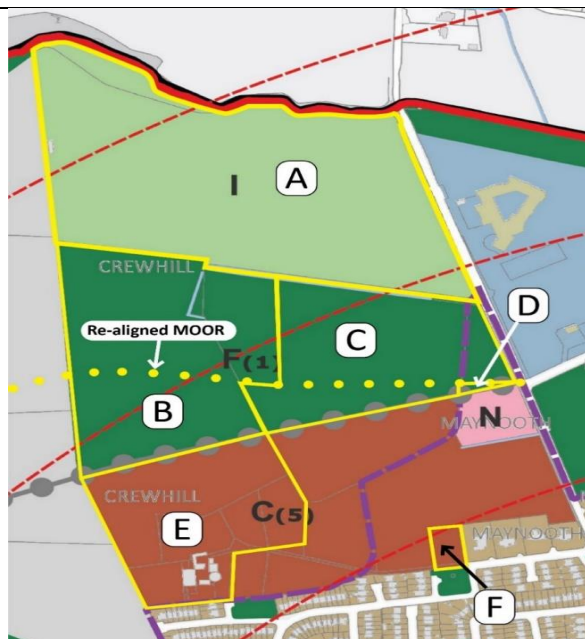 A
I
CREWHILL
D
Re-aligned MOOR
C
F(1)
B
N
MAYNOOTH
CREWHILL
C(5)
E
MAYNOOTH
F